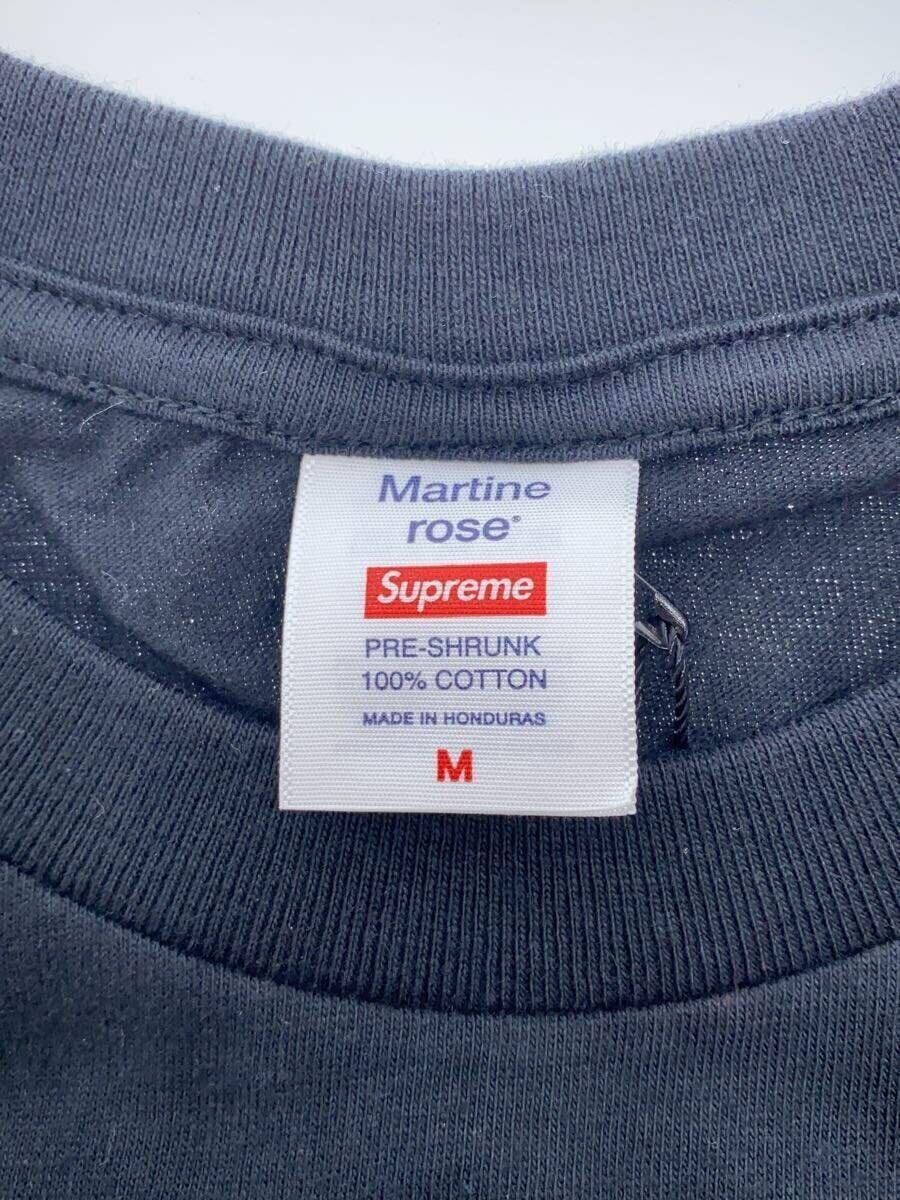 Martine
rose®
Supreme
PRE-SHRUNK
100% COTTON
MADE IN HONDURAS
M